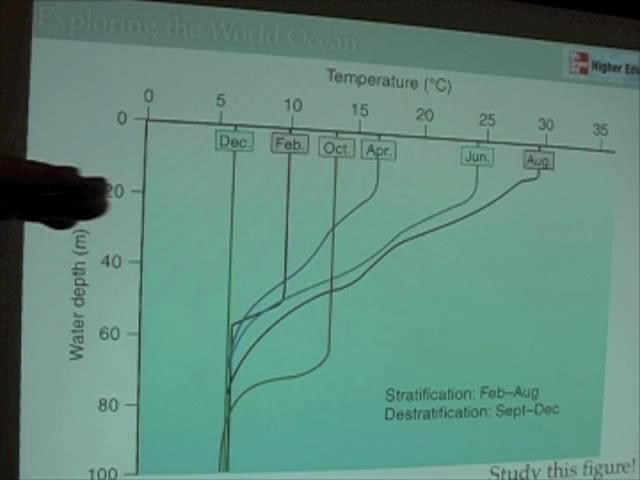 Exploring the World Ocean
Higher Edu
Temperature (°C)
0 5 10 15 20 25 30 35
0
Dec. Feb. Oct. Apr. Jun. Aug.
20
40
60
80
100
Water depth (m)
Stratification: Feb–Aug
Destratification: Sept–Dec
Study this figure!